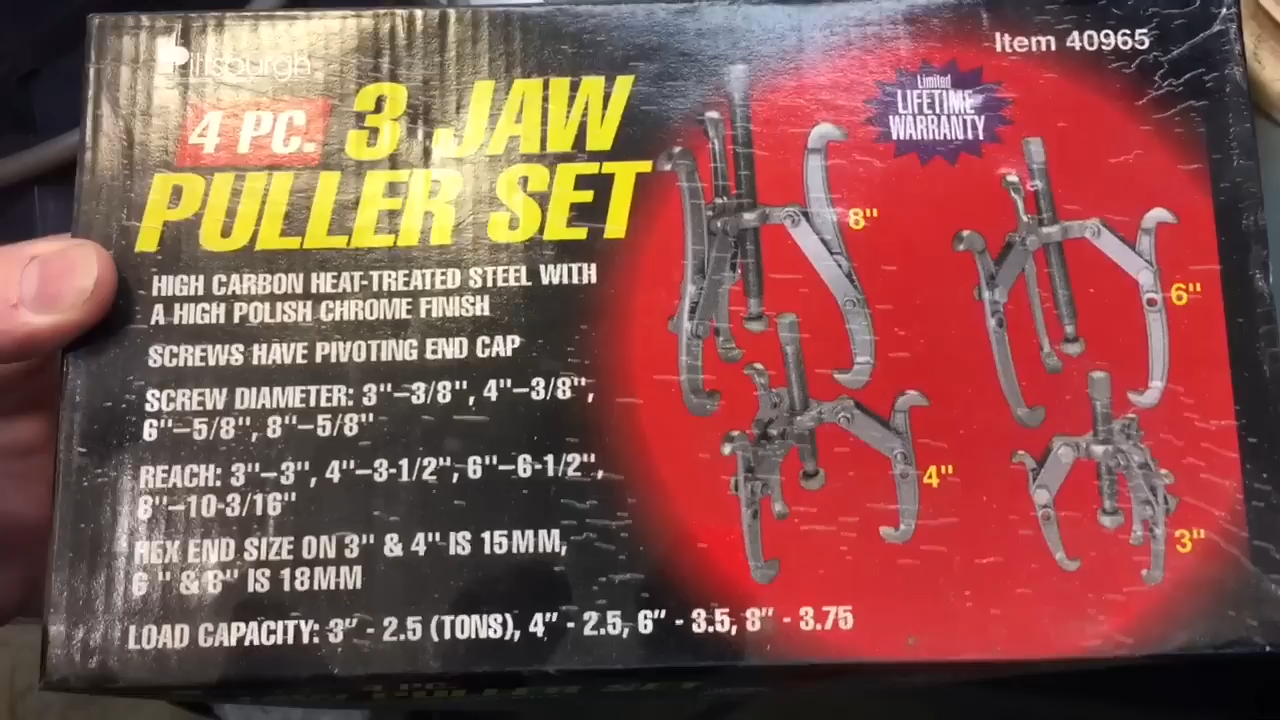 Pittsburgh
Item 40965
Limited
LIFETIME
WARRANTY
4 PC. 3 JAW
PULLER SET
HIGH CARBON HEAT-TREATED STEEL WITH
A HIGH POLISH CHROME FINISH
SCREWS HAVE PIVOTING END CAP
SCREW DIAMETER: 3"–3/8", 4"–3/8",
6"–5/8", 8"–5/8"
REACH: 3"–3", 4"–3-1/2", 6"–6-1/2",
8"–10-3/16"
HEX END SIZE ON 3" & 4" IS 15MM,
6" & 8" IS 18MM
LOAD CAPACITY: 3" - 2.5 (TONS), 4" - 2.5, 6" - 3.5, 8" - 3.75
8"
6"
4"
3"
PULLER SET